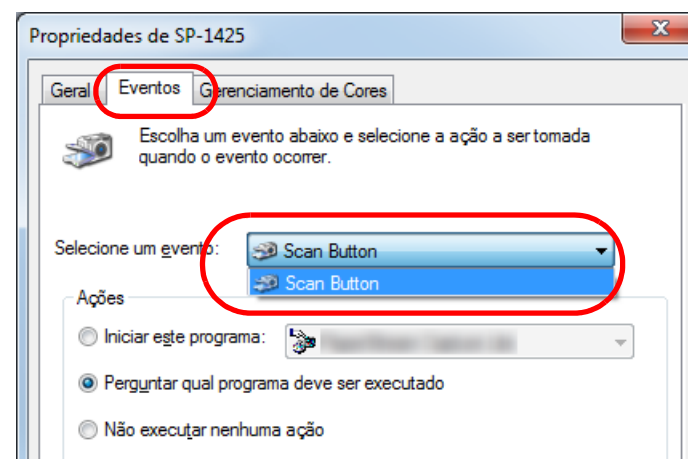 Propriedades de SP-1425
Geral Eventos Gerenciamento de Cores
Escolha um evento abaixo e selecione a ação a ser tomada
quando o evento ocorrer.
Selecione um evento: Scan Button
Scan Button
Ações
Iniciar este programa:
Perguntar qual programa deve ser executado
Não executar nenhuma ação